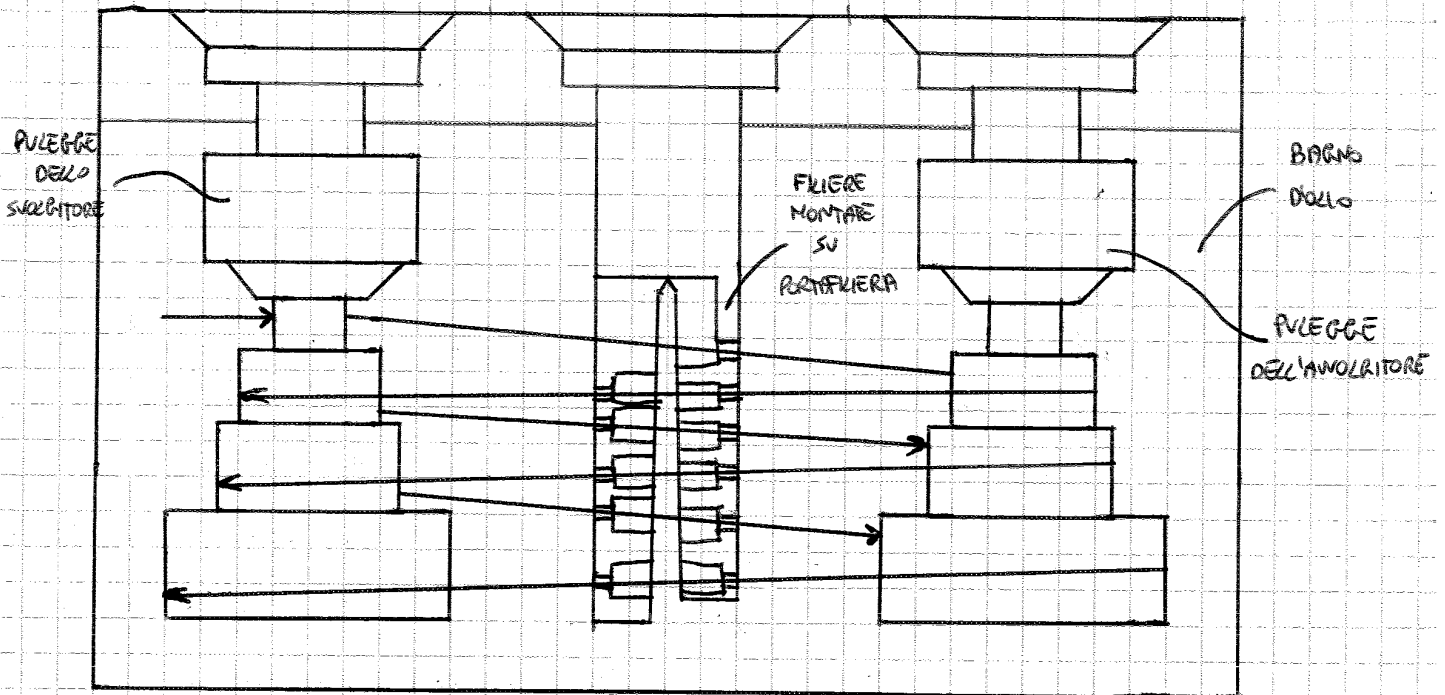 PULEGGE
DELLO
SVOLGITORE
FILIERE
MONTATE
SU
PORTAFILIERA
BAGNO
D'OLIO
PULEGGE
DELL'AVVOLGITORE